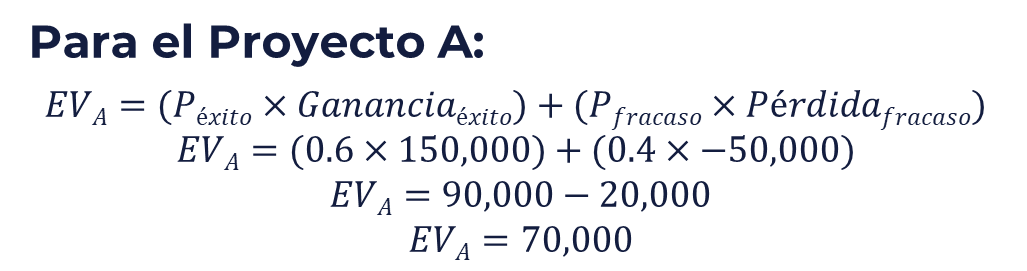 Para el Proyecto A:
EV_A = (P_éxito × Ganancia_éxito) + (P_fracaso × Pérdida_fracaso)
EV_A = (0.6 × 150,000) + (0.4 × −50,000)
EV_A = 90,000 − 20,000
EV_A = 70,000